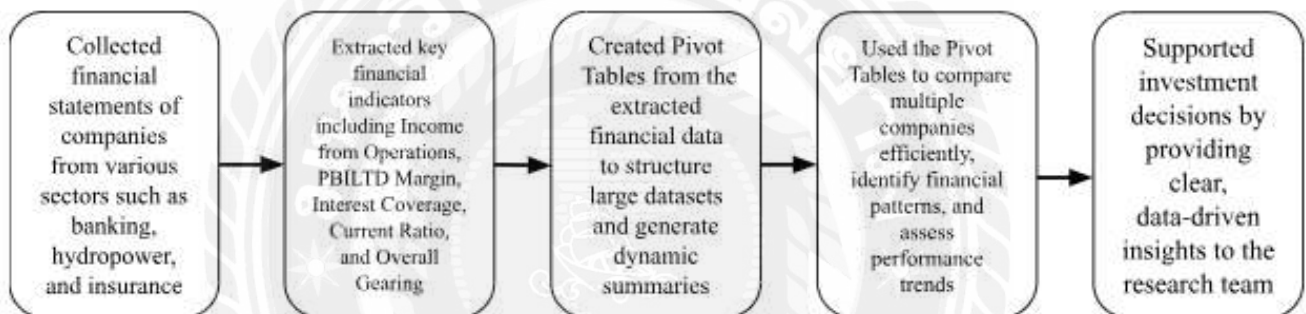 Collected
financial
statements of
companies
from various
sectors such as
banking,
hydropower,
and insurance
Extracted key
financial
indicators
including Income
from Operations,
PBILTD Margin,
Interest Coverage,
Current Ratio,
and Overall
Gearing
Created Pivot
Tables from the
extracted
financial data
to structure
large datasets
and generate
dynamic
summaries
Used the Pivot
Tables to compare
multiple
companies
efficiently,
identify financial
patterns, and
assess
performance
trends
Supported
investment
decisions by
providing
clear,
data-driven
insights to the
research team